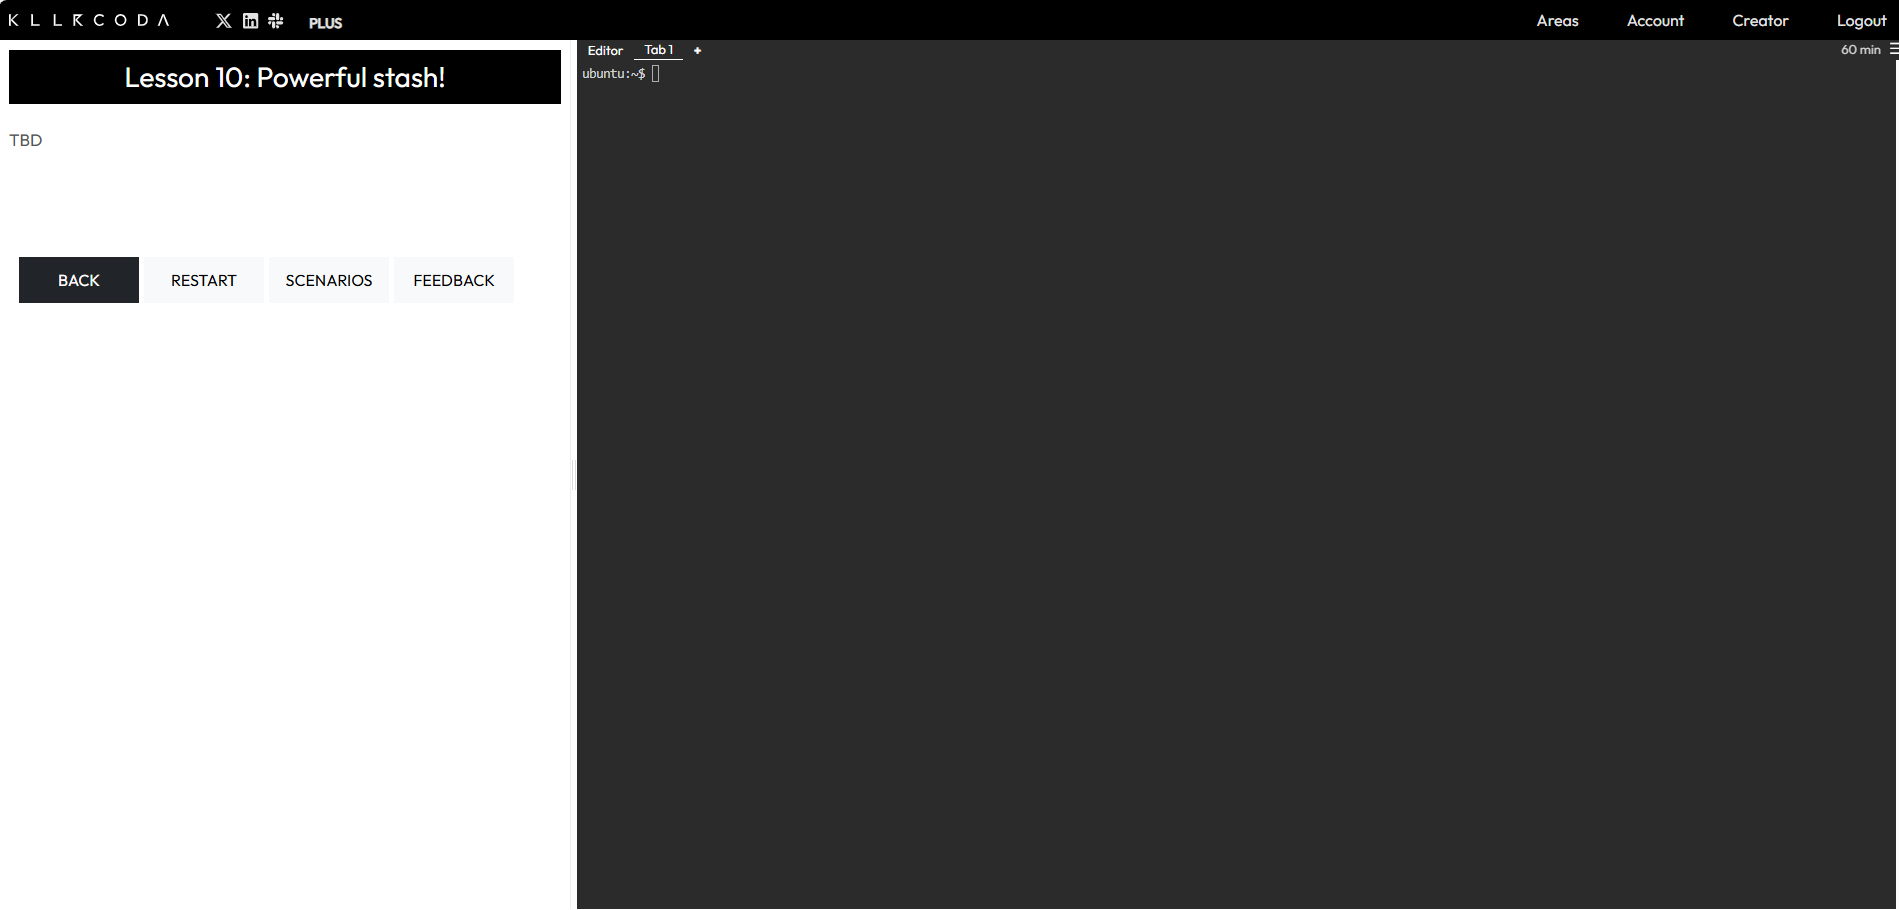 KLLRCODA PLUS Areas Account Creator Logout
Lesson 10: Powerful stash!
TBD
BACK RESTART SCENARIOS FEEDBACK
Editor Tab 1 + 60 min
ubuntu:~$